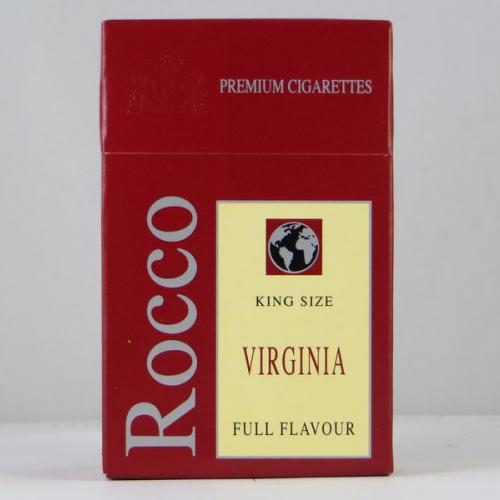 PREMIUM CIGARETTES
ROCCO
KING SIZE
VIRGINIA
FULL FLAVOUR